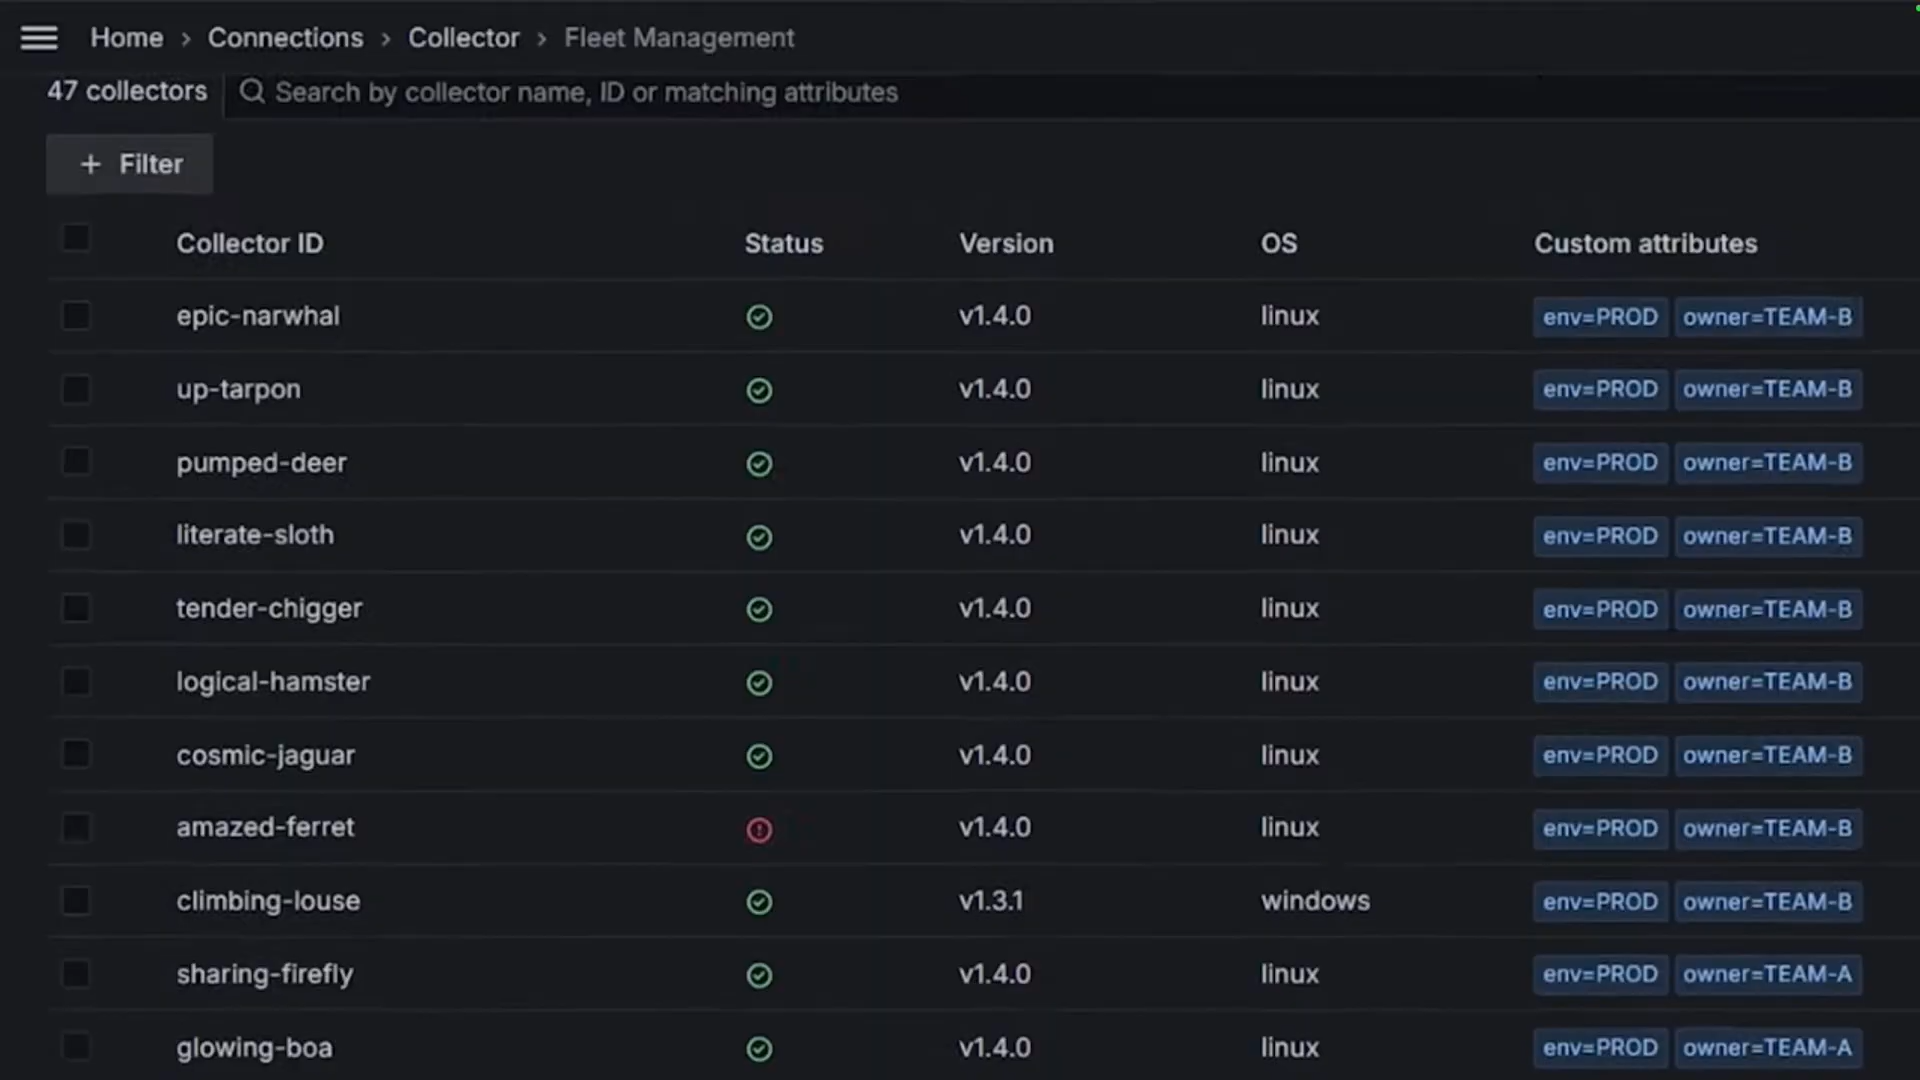 Home › Connections › Collector › Fleet Management
47 collectors Search by collector name, ID or matching attributes
+ Filter
Collector ID Status Version OS Custom attributes
epic-narwhal v1.4.0 linux env=PROD owner=TEAM-B
up-tarpon v1.4.0 linux env=PROD owner=TEAM-B
pumped-deer v1.4.0 linux env=PROD owner=TEAM-B
literate-sloth v1.4.0 linux env=PROD owner=TEAM-B
tender-chigger v1.4.0 linux env=PROD owner=TEAM-B
logical-hamster v1.4.0 linux env=PROD owner=TEAM-B
cosmic-jaguar v1.4.0 linux env=PROD owner=TEAM-B
amazed-ferret v1.4.0 linux env=PROD owner=TEAM-B
climbing-louse v1.3.1 windows env=PROD owner=TEAM-B
sharing-firefly v1.4.0 linux env=PROD owner=TEAM-A
glowing-boa v1.4.0 linux env=PROD owner=TEAM-A